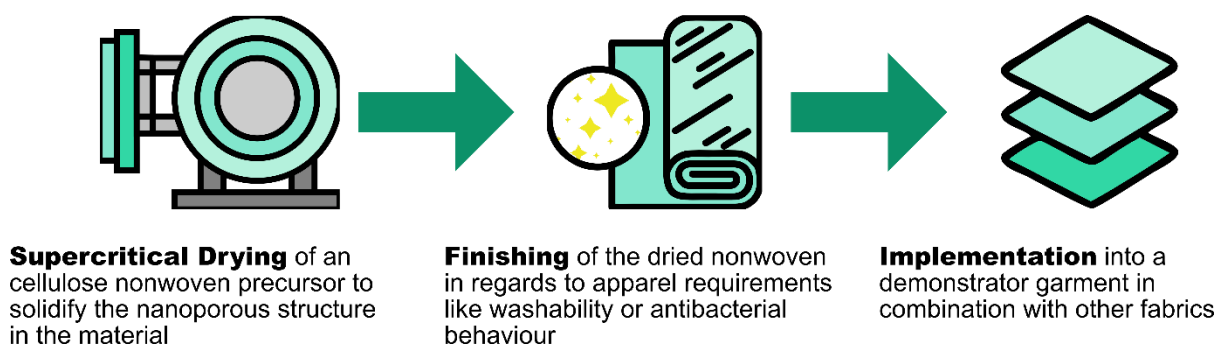 Supercritical Drying of an
cellulose nonwoven precursor to
solidify the nanoporous structure
in the material
Finishing of the dried nonwoven
in regards to apparel requirements
like washability or antibacterial
behaviour
Implementation into a
demonstrator garment in
combination with other fabrics